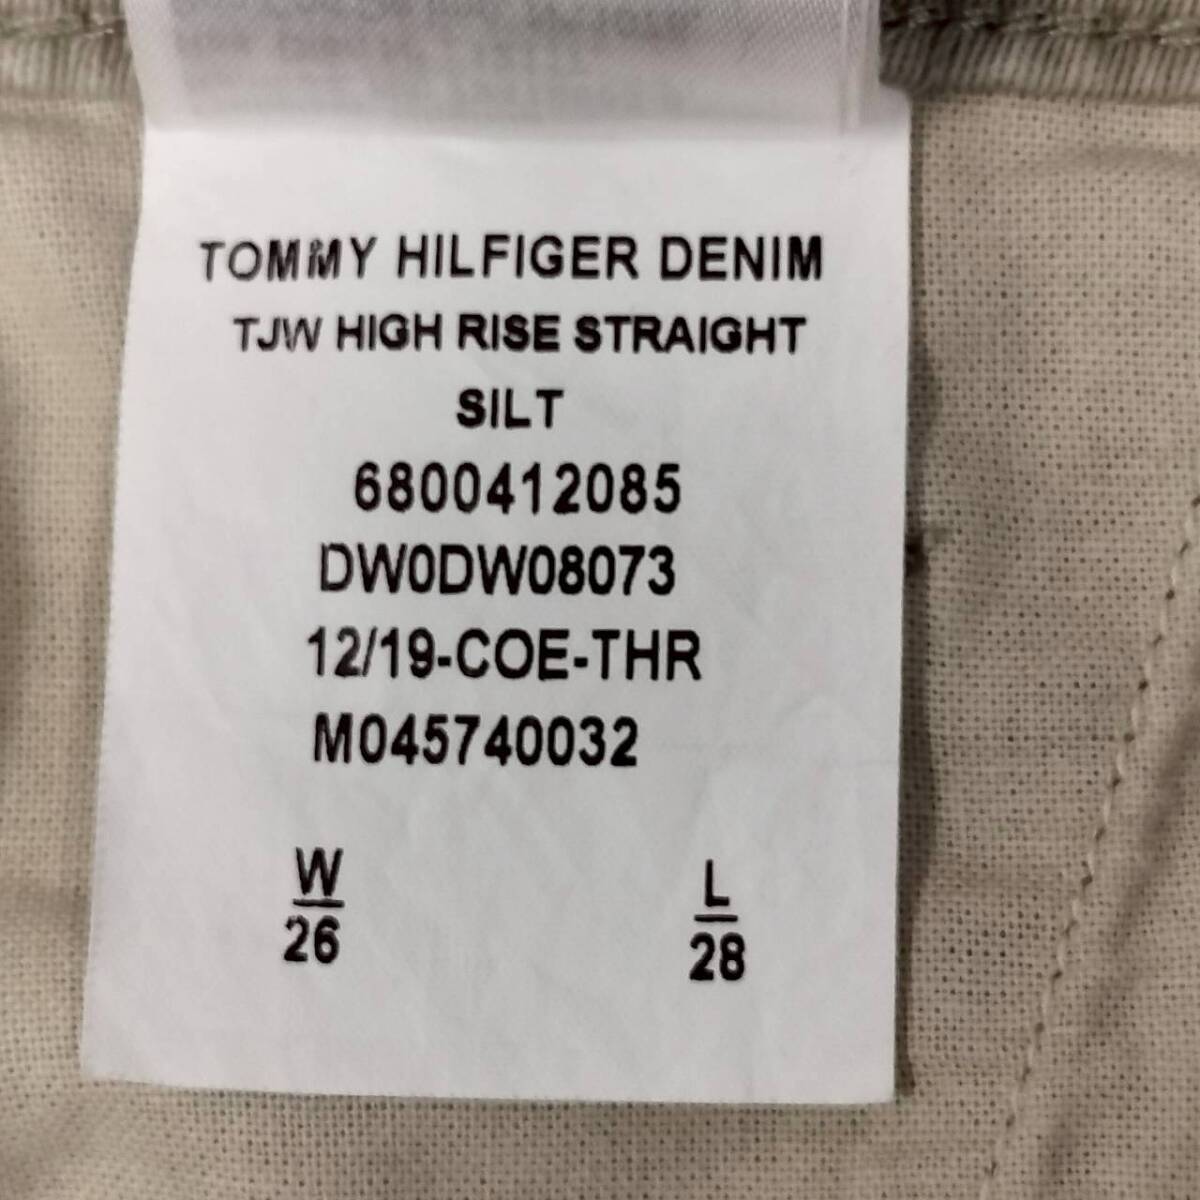 TOMMY HILFIGER DENIM
TJW HIGH RISE STRAIGHT
SILT
6800412085
DW0DW08073
12/19-COE-THR
M045740032
W
26
L
28